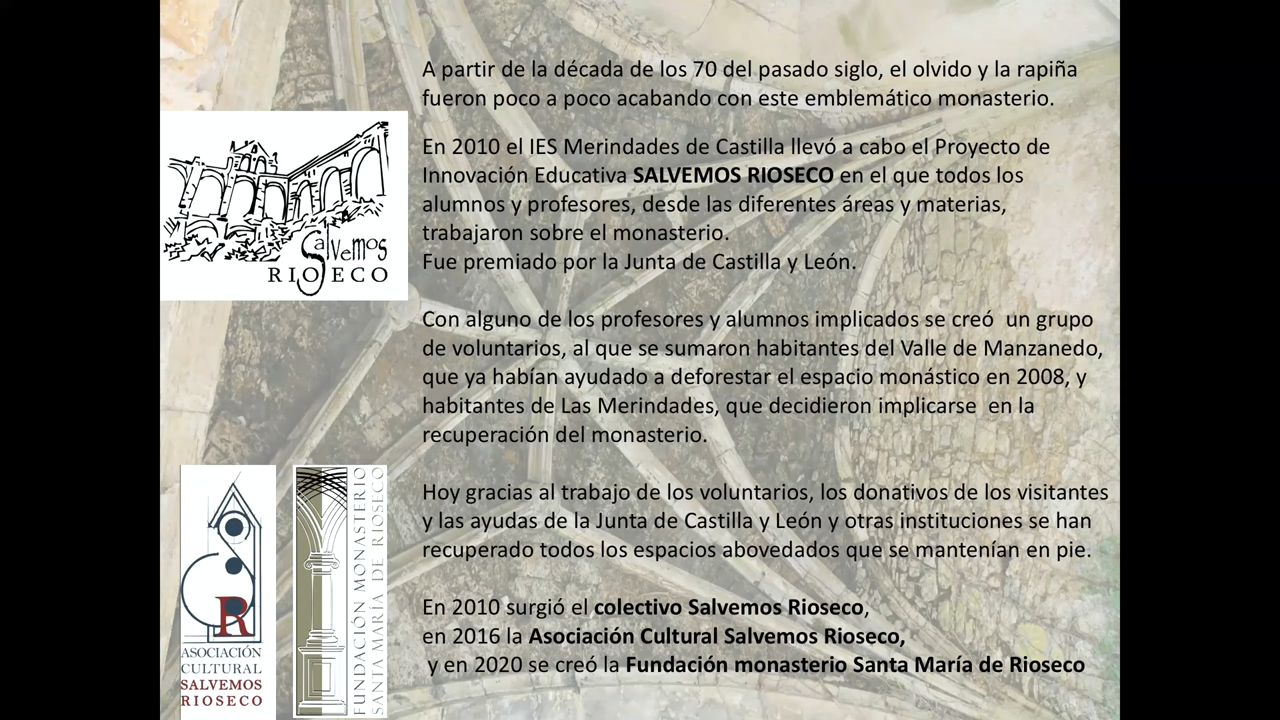 A partir de la década de los 70 del pasado siglo, el olvido y la rapiña
fueron poco a poco acabando con este emblemático monasterio.
En 2010 el IES Merindades de Castilla llevó a cabo el Proyecto de
Innovación Educativa SALVEMOS RIOSECO en el que todos los
alumnos y profesores, desde las diferentes áreas y materias,
trabajaron sobre el monasterio.
Fue premiado por la Junta de Castilla y León.
Salvemos
RIOSECO
Con alguno de los profesores y alumnos implicados se creó un grupo
de voluntarios, al que se sumaron habitantes del Valle de Manzanedo,
que ya habían ayudado a deforestar el espacio monástico en 2008, y
habitantes de Las Merindades, que decidieron implicarse en la
recuperación del monasterio.
Hoy gracias al trabajo de los voluntarios, los donativos de los visitantes
y las ayudas de la Junta de Castilla y León y otras instituciones se han
recuperado todos los espacios abovedados que se mantenían en pie.
En 2010 surgió el colectivo Salvemos Rioseco,
en 2016 la Asociación Cultural Salvemos Rioseco,
y en 2020 se creó la Fundación monasterio Santa María de Rioseco
R
ASOCIACIÓN
CULTURAL
SALVEMOS
RIOSECO
FUNDACIÓN MONASTERIO
SANTA MARÍA DE RIOSECO